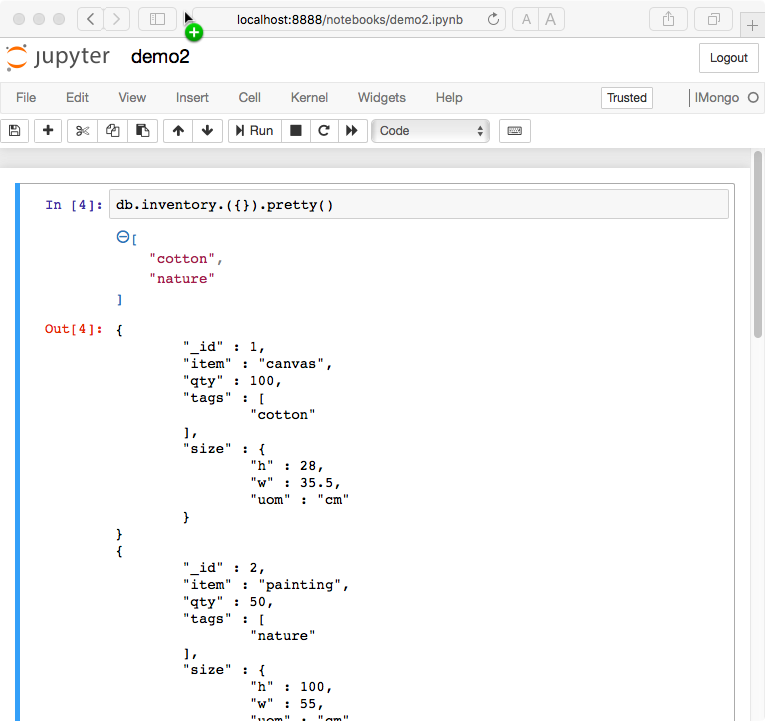 localhost:8888/notebooks/demo2.ipynb
A A
jupyter demo2
Logout
File Edit View Insert Cell Kernel Widgets Help Trusted IMongo
Run Code
In [4]: db.inventory.({}).pretty()
[
"cotton",
"nature"
]
Out[4]: {
"_id" : 1,
"item" : "canvas",
"qty" : 100,
"tags" : [
"cotton"
],
"size" : {
"h" : 28,
"w" : 35.5,
"uom" : "cm"
}
}
{
"_id" : 2,
"item" : "painting",
"qty" : 50,
"tags" : [
"nature"
],
"size" : {
"h" : 100,
"w" : 55,
"uom" : "cm"